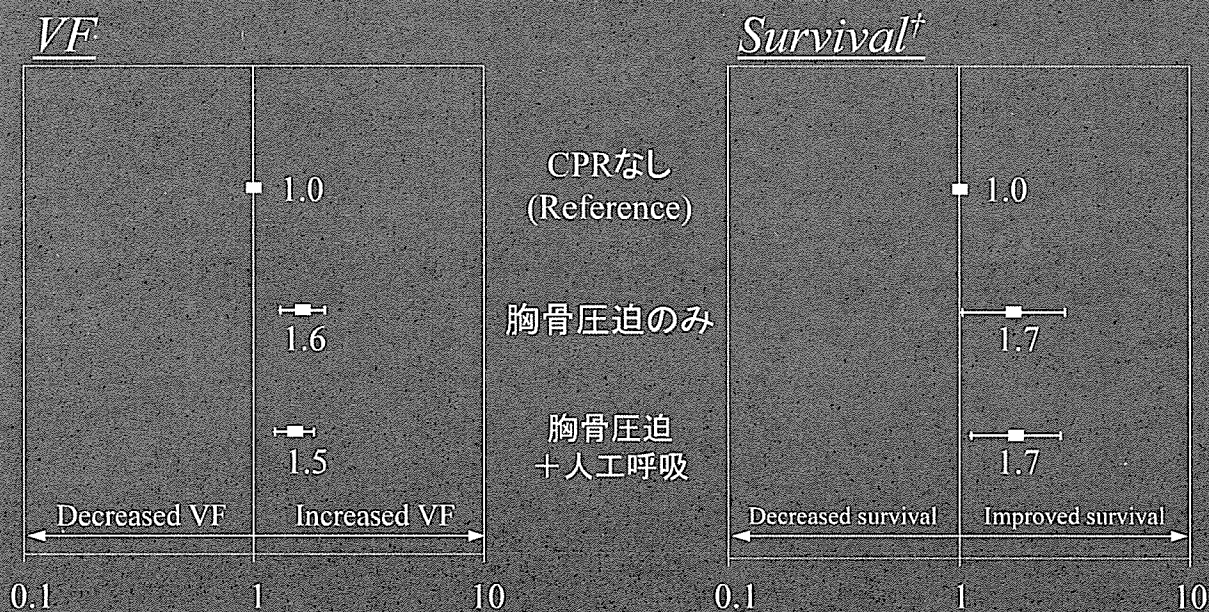 VF
Survival†
CPRなし
(Reference)
1.0
1.0
胸骨圧迫のみ
1.6
1.7
胸骨圧迫
＋人工呼吸
1.5
1.7
Decreased VF
Increased VF
Decreased survival
Improved survival
0.1
1
10
0.1
1
10